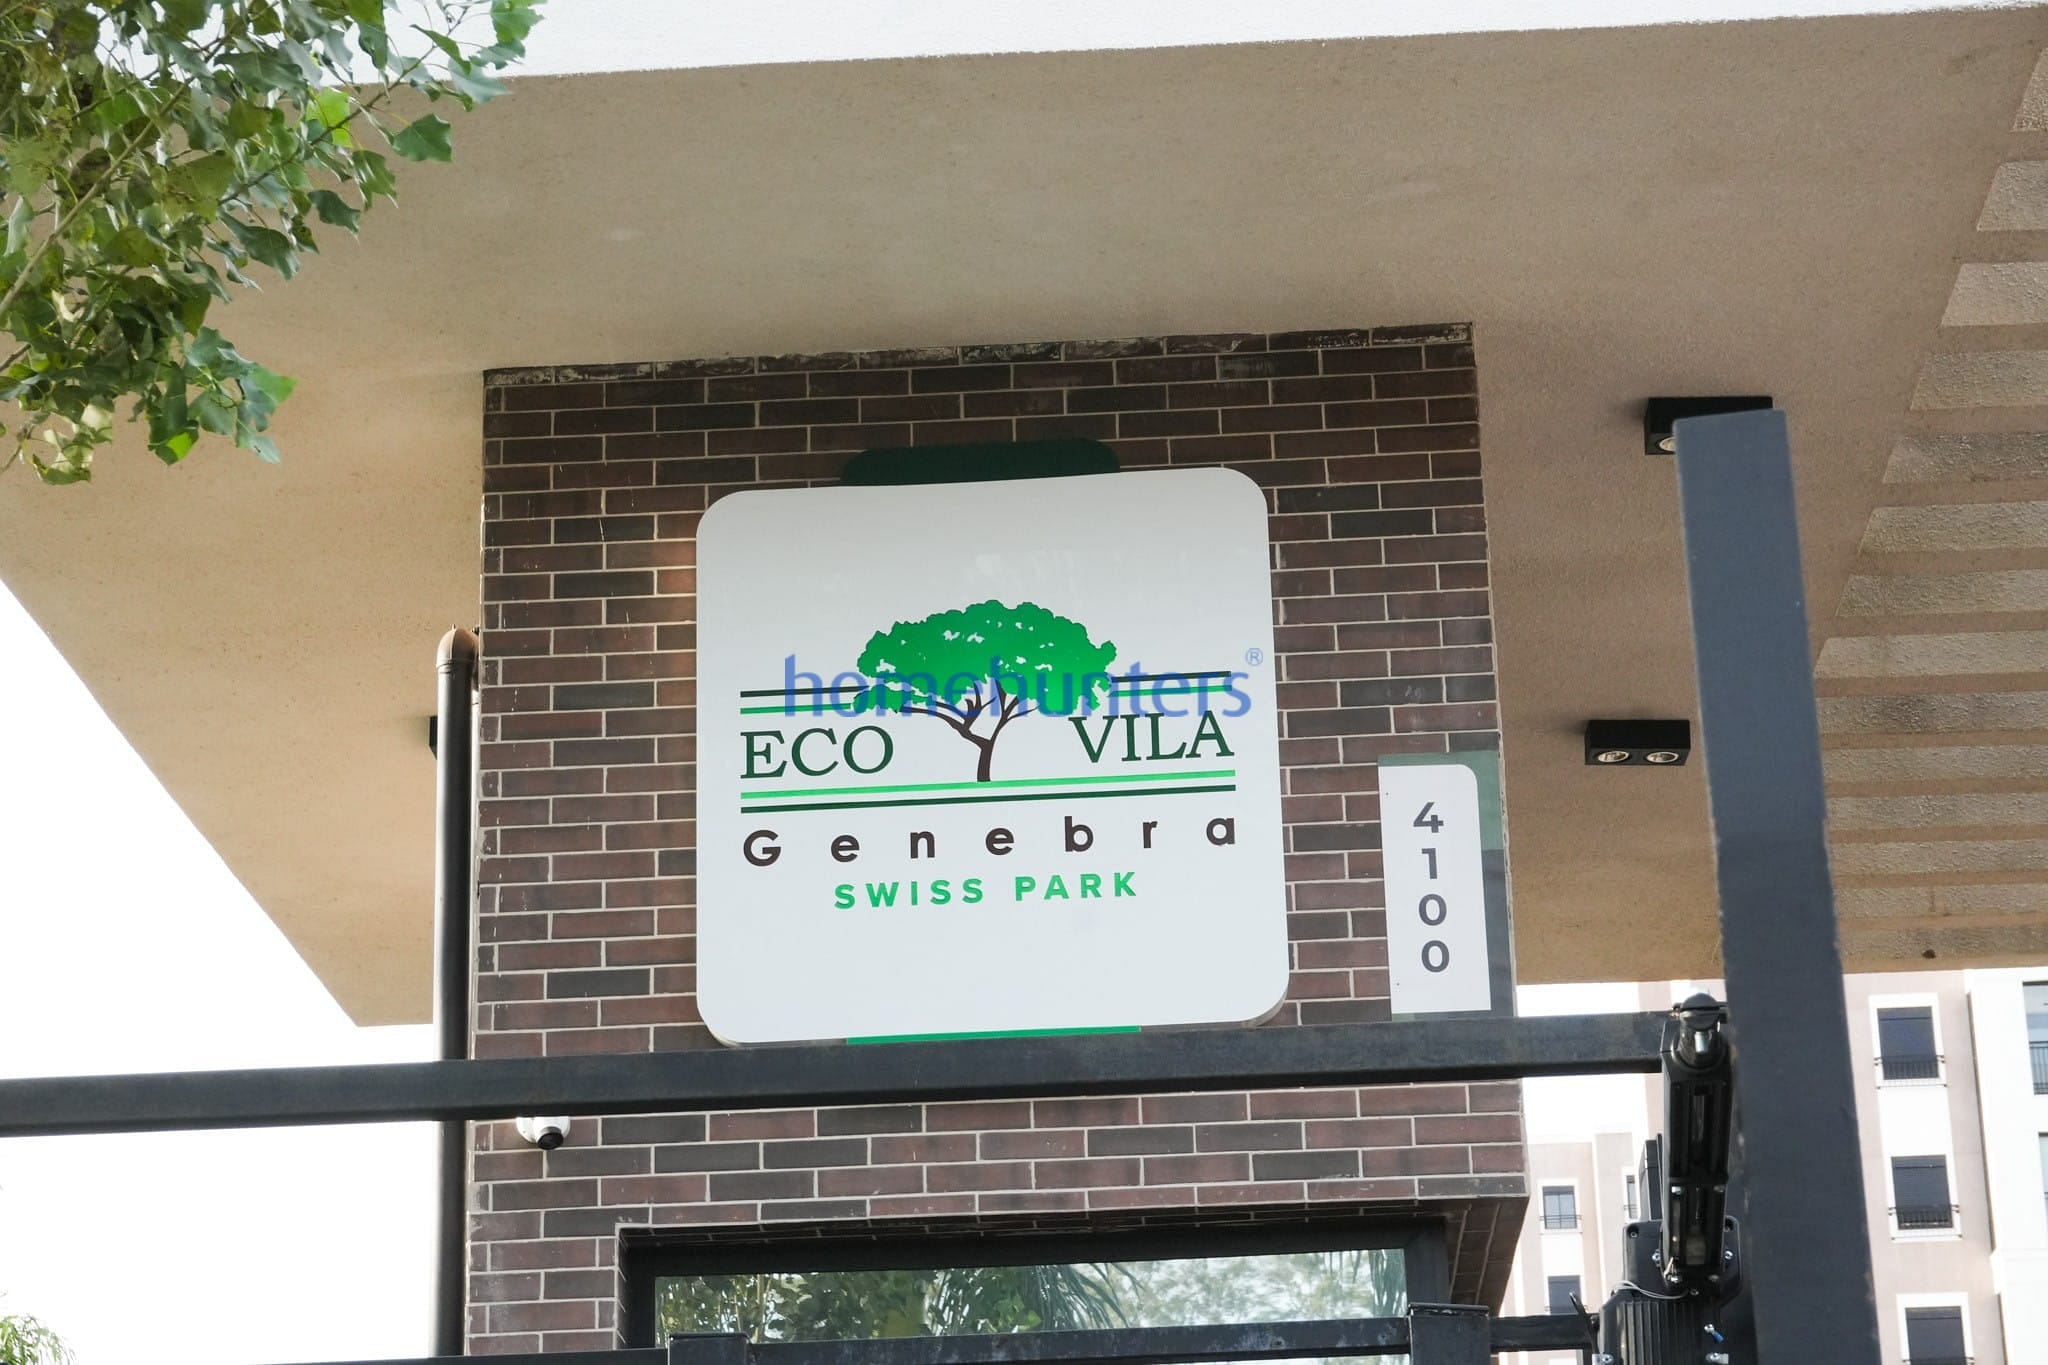 homehunters®
ECO VILA
Genebra
SWISS PARK
4100